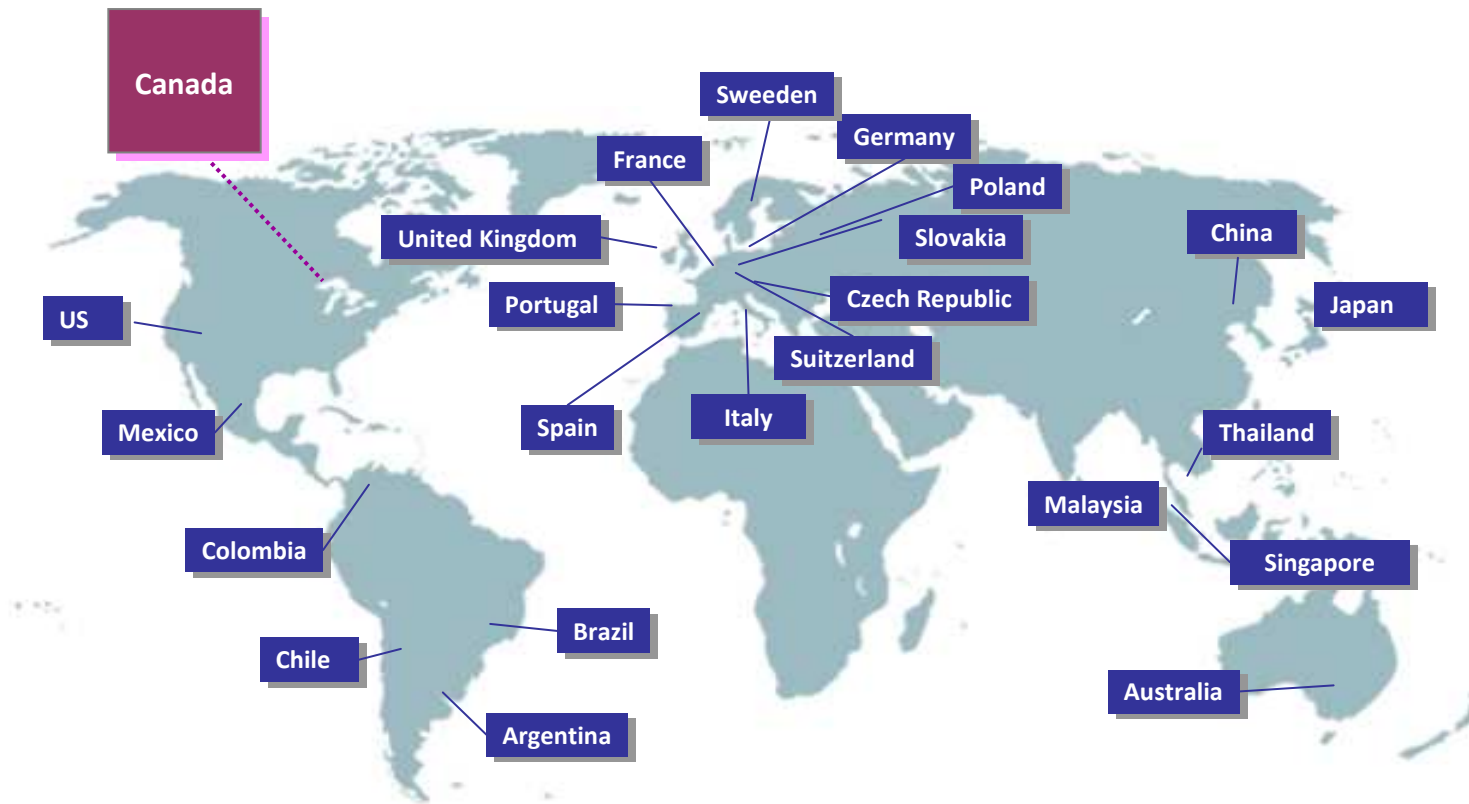 Canada
Sweeden
Germany
France
Poland
United Kingdom
Slovakia
China
Czech Republic
Portugal
US
Japan
Suitzerland
Mexico
Spain
Italy
Thailand
Malaysia
Colombia
Singapore
Brazil
Chile
Australia
Argentina